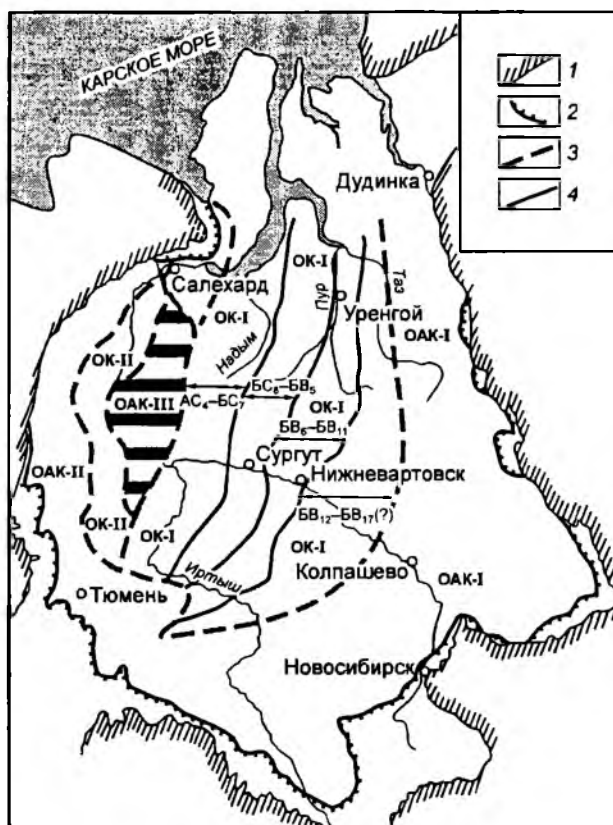 КАРСКОЕ МОРЕ
1
2
3
4
Дудинка
Салехард
ОК-I
Пур
Таз
Уренгой
ОАК-I
ОК-I
Надым
ОК-II
ОАК-III
АС₄–БС₇
БС₈–БВ₅
ОК-I
БВ₆–БВ₁₁
ОАК-II
Сургут
Нижневартовск
ОК-II
ОК-I
БВ₁₂–БВ₁₇(?)
ОК-I
Иртыш
Колпашево
ОАК-I
Тюмень
Новосибирск